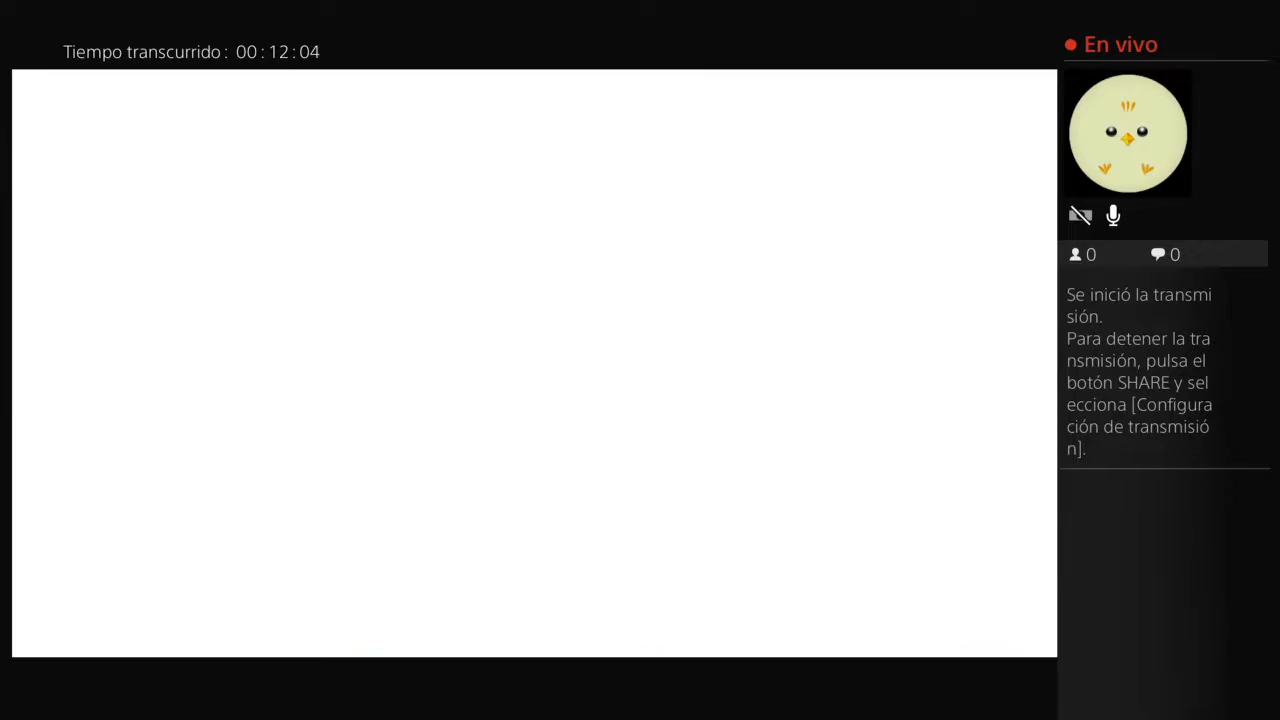 Tiempo transcurrido: 00:12:04
En vivo
0 0
Se inició la transmi
sión.
Para detener la tra
nsmisión, pulsa el
botón SHARE y sel
ecciona [Configura
ción de transmisió
n].